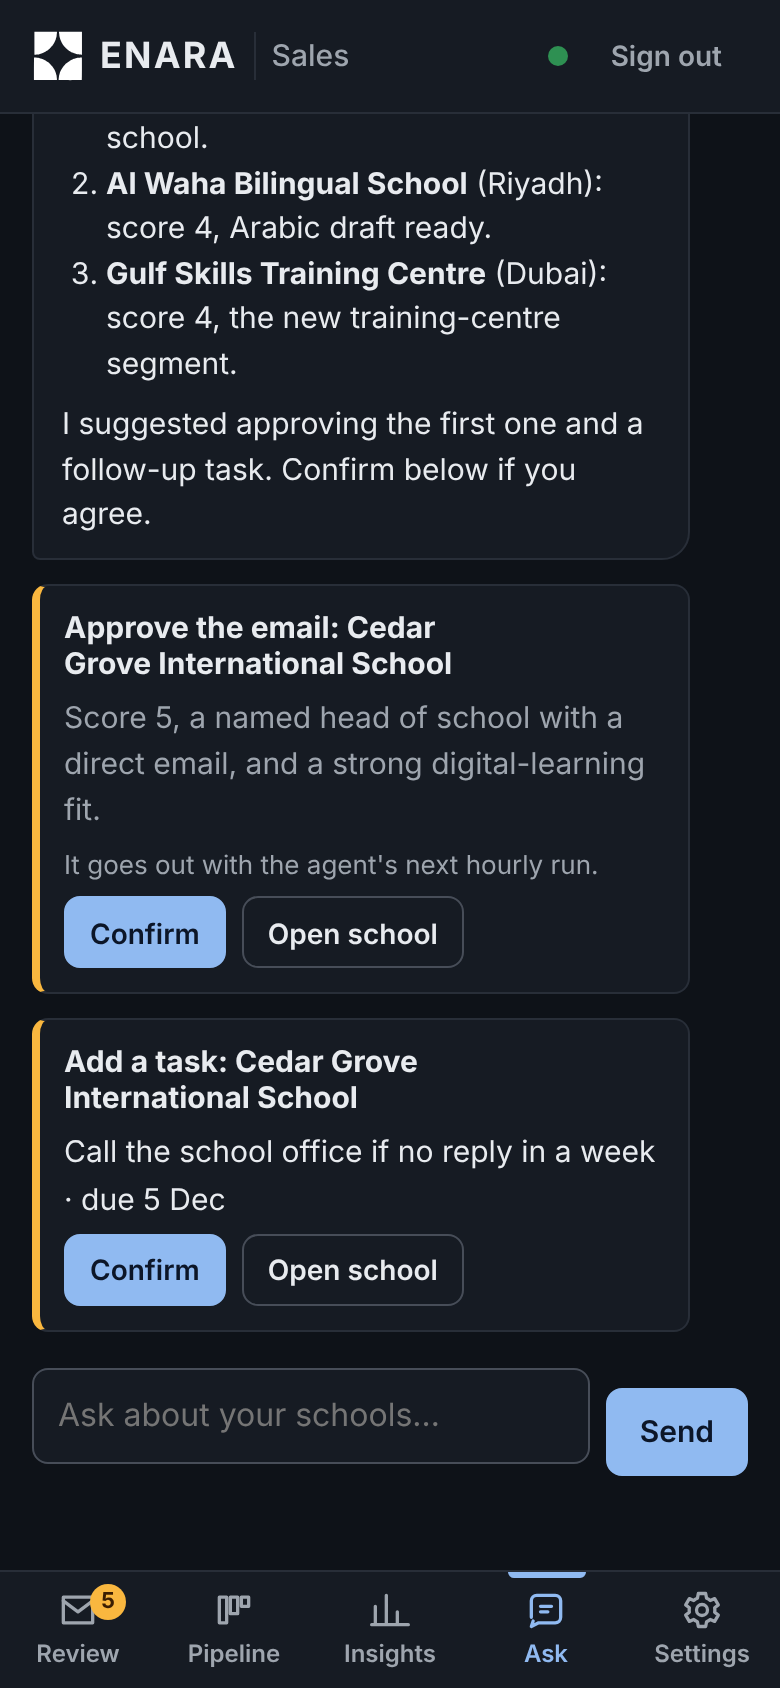 ENARA
Sales
Sign out
school.
2. Al Waha Bilingual School (Riyadh):
score 4, Arabic draft ready.
3. Gulf Skills Training Centre (Dubai):
score 4, the new training-centre
segment.
I suggested approving the first one and a
follow-up task. Confirm below if you
agree.
Approve the email: Cedar
Grove International School
Score 5, a named head of school with a
direct email, and a strong digital-learning
fit.
It goes out with the agent's next hourly run.
Confirm
Open school
Add a task: Cedar Grove
International School
Call the school office if no reply in a week
· due 5 Dec
Confirm
Open school
Ask about your schools...
Send
5
Review
Pipeline
Insights
Ask
Settings